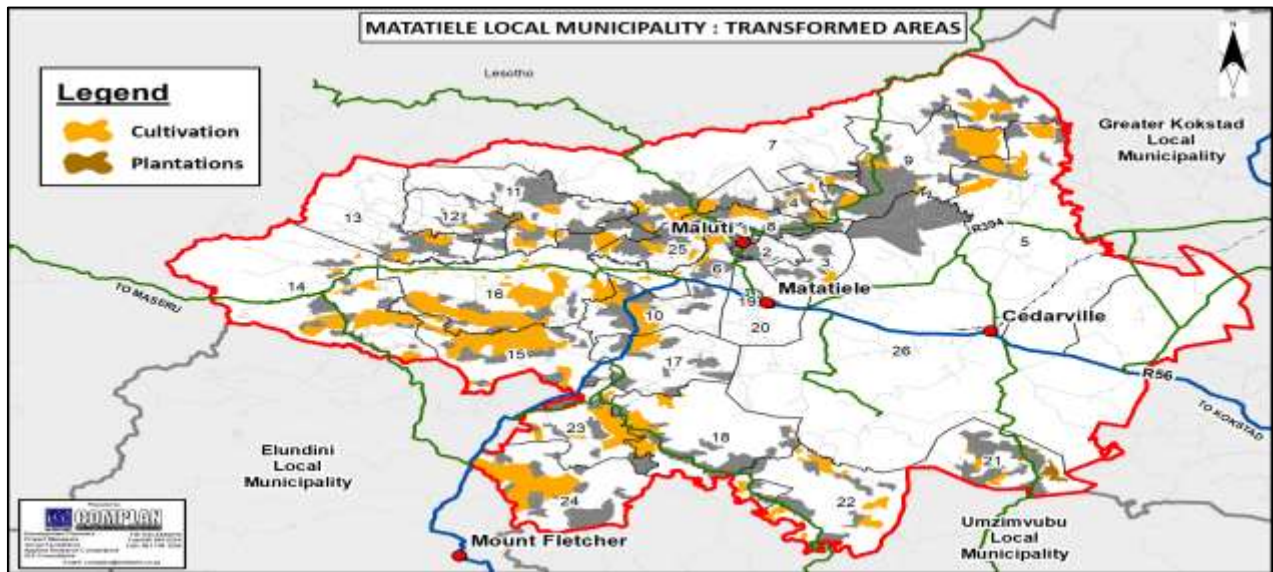 MATATIELE LOCAL MUNICIPALITY : TRANSFORMED AREAS
N
Legend
Cultivation
Plantations
Lesotho
Greater Kokstad
Local
Municipality
7
9
11
4
13
12
8
Maluti
25
2
R394
5
3
6
14
TO MASERU
16
Matatiele
19
10
20
Cedarville
26
15
17
R56
TO KOKSTAD
23
18
21
Elundini
Local
Municipality
24
22
Umzimvubu
Local
Municipality
Mount Fletcher
COMPLAN